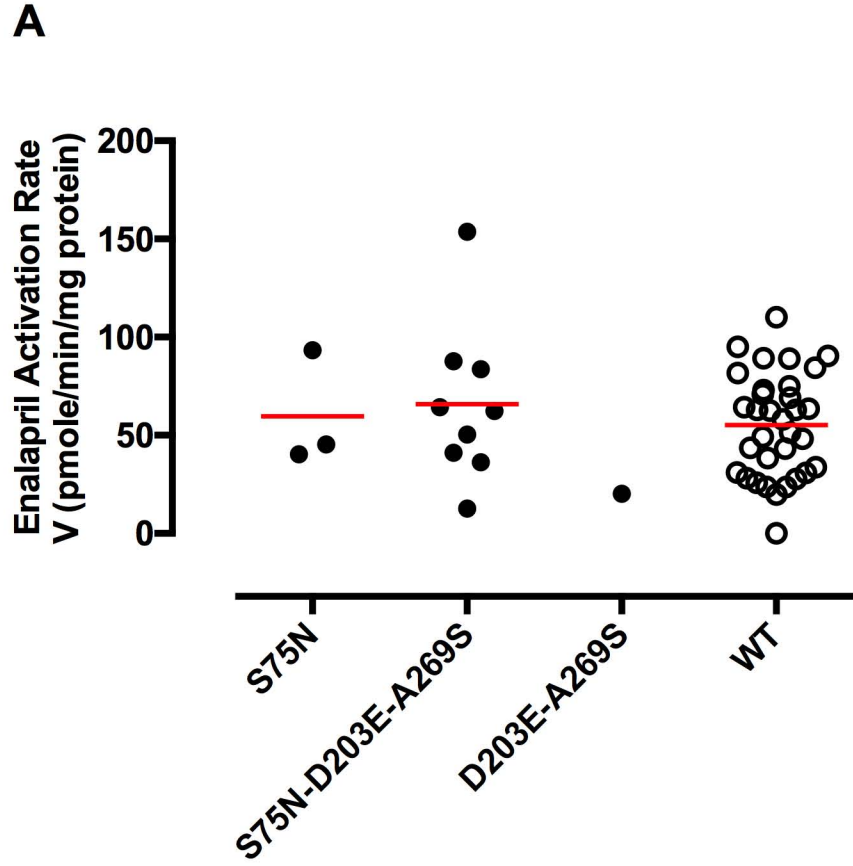 A
Enalapril Activation Rate
V (pmole/min/mg protein)
200
150
100
50
0
S75N
S75N-D203E-A269S
D203E-A269S
WT